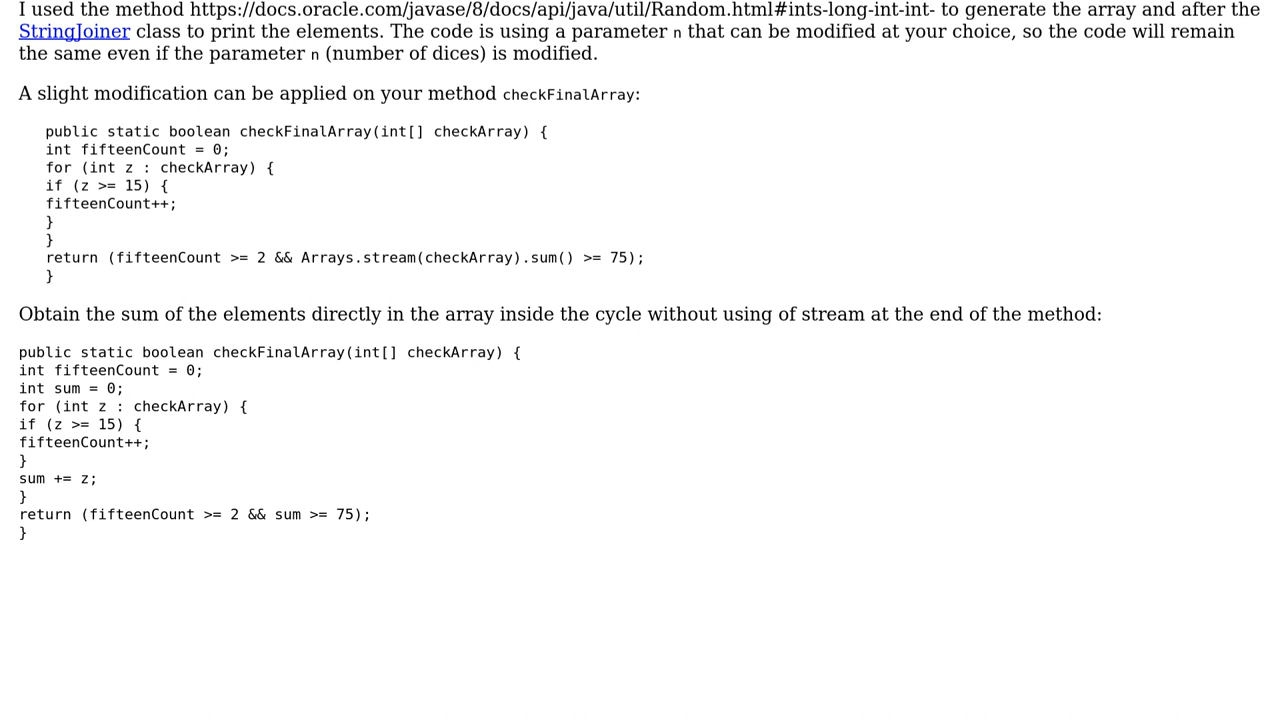 I used the method https://docs.oracle.com/javase/8/docs/api/java/util/Random.html#ints-long-int-int- to generate the array and after the
StringJoiner class to print the elements. The code is using a parameter n that can be modified at your choice, so the code will remain
the same even if the parameter n (number of dices) is modified.
A slight modification can be applied on your method checkFinalArray:
public static boolean checkFinalArray(int[] checkArray) {
int fifteenCount = 0;
for (int z : checkArray) {
if (z >= 15) {
fifteenCount++;
}
}
return (fifteenCount >= 2 && Arrays.stream(checkArray).sum() >= 75);
}
Obtain the sum of the elements directly in the array inside the cycle without using of stream at the end of the method:
public static boolean checkFinalArray(int[] checkArray) {
int fifteenCount = 0;
int sum = 0;
for (int z : checkArray) {
if (z >= 15) {
fifteenCount++;
}
sum += z;
}
return (fifteenCount >= 2 && sum >= 75);
}